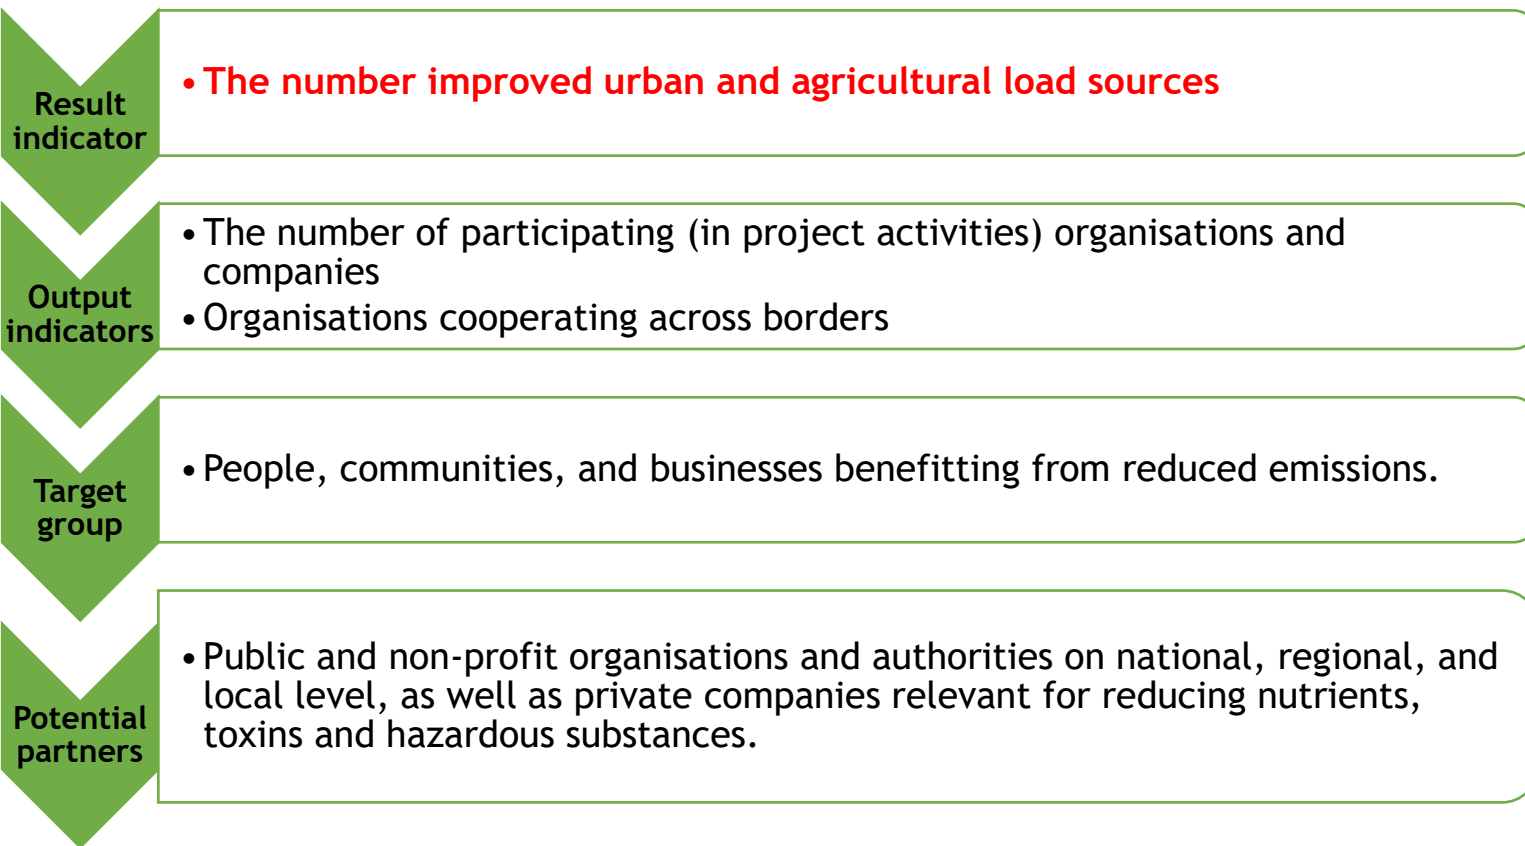 Result
indicator
• The number improved urban and agricultural load sources
Output
indicators
• The number of participating (in project activities) organisations and
companies
• Organisations cooperating across borders
Target
group
• People, communities, and businesses benefitting from reduced emissions.
Potential
partners
• Public and non-profit organisations and authorities on national, regional, and
local level, as well as private companies relevant for reducing nutrients,
toxins and hazardous substances.